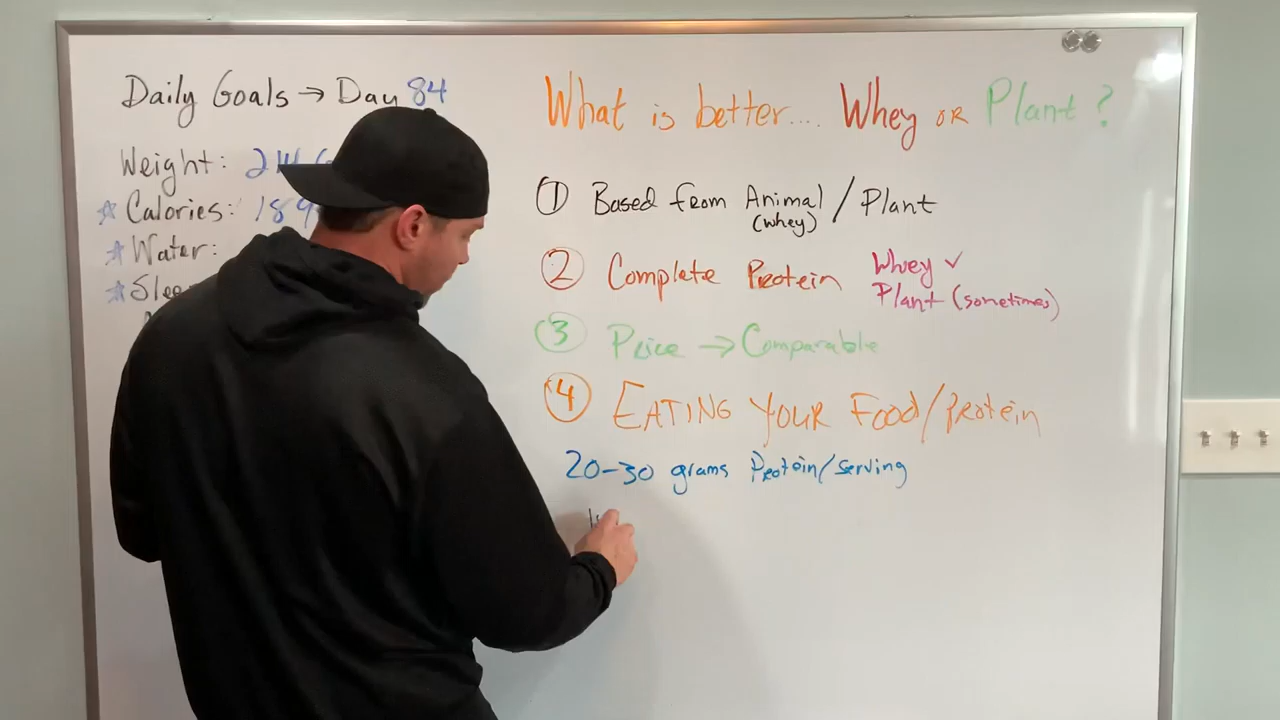 Daily Goals → Day 84
Weight:
Calories:
Water:
What is better.... Whey or Plant?
① Based from Animal / Plant
(whey)
② Complete Protein
Whey ✓
Plant (sometimes)
③ Price → Comparable
④ EATING YOUR Food/Protein
20-30 grams Protein/serving